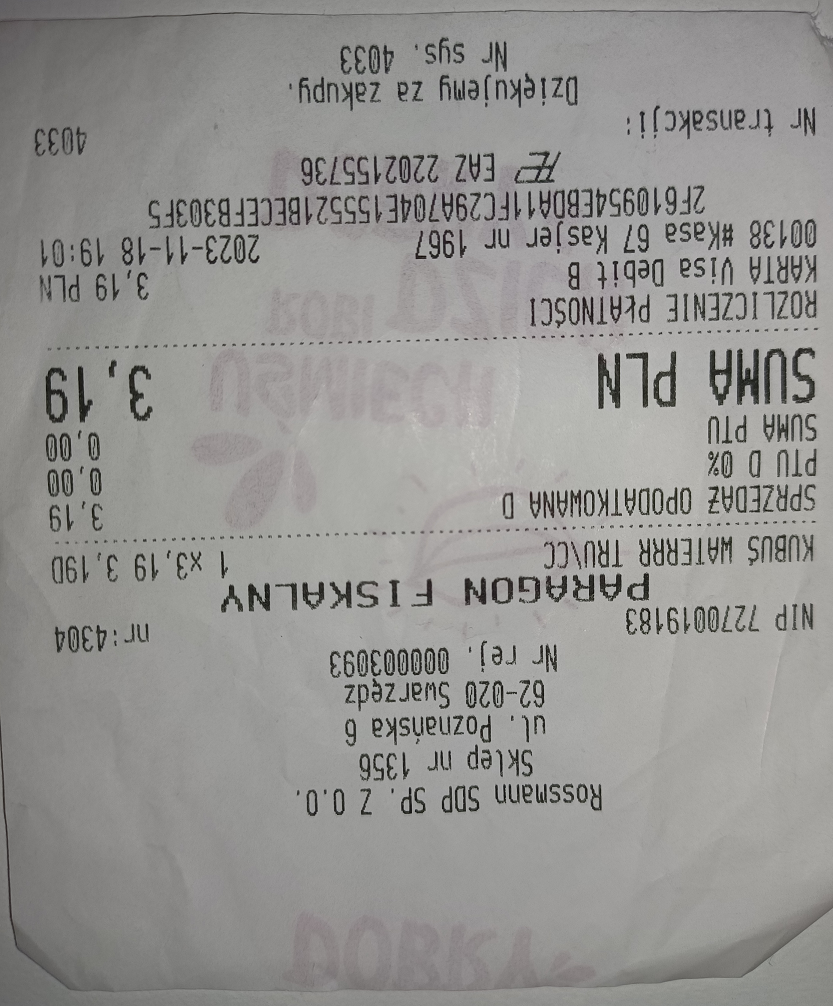 Rossmann SDP SP. Z O.O.
Sklep nr 1356
ul. Poznańska 6
62-020 Swarzędz
Nr rej. 000003093
NIP 7270019183 nr:4304
PARAGON FISKALNY
KUBUŚ WATERR TRU\CC 1 x3,19 3,19D
SPRZEDAŻ OPODATKOWANA D 3,19
PTU D 0% 0,00
SUMA PTU 0,00
SUMA PLN 3,19
ROZLICZENIE PŁATNOŚCI
KARTA Visa Debit B 3,19 PLN
00138 #Kasa 67 Kasjer nr 1967 2023-11-18 19:01
2F610954EBDA11FC29A704E155521BECEFB303F5
EAZ 2202155736
Nr transakcji: 4033
Dziękujemy za zakupy.
Nr sys. 4033